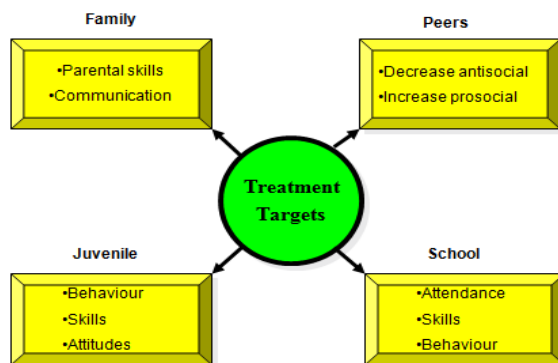 Family
•Parental skills
•Communication
Peers
•Decrease antisocial
•Increase prosocial
Treatment
Targets
Juvenile
•Behaviour
•Skills
•Attitudes
School
•Attendance
•Skills
•Behaviour